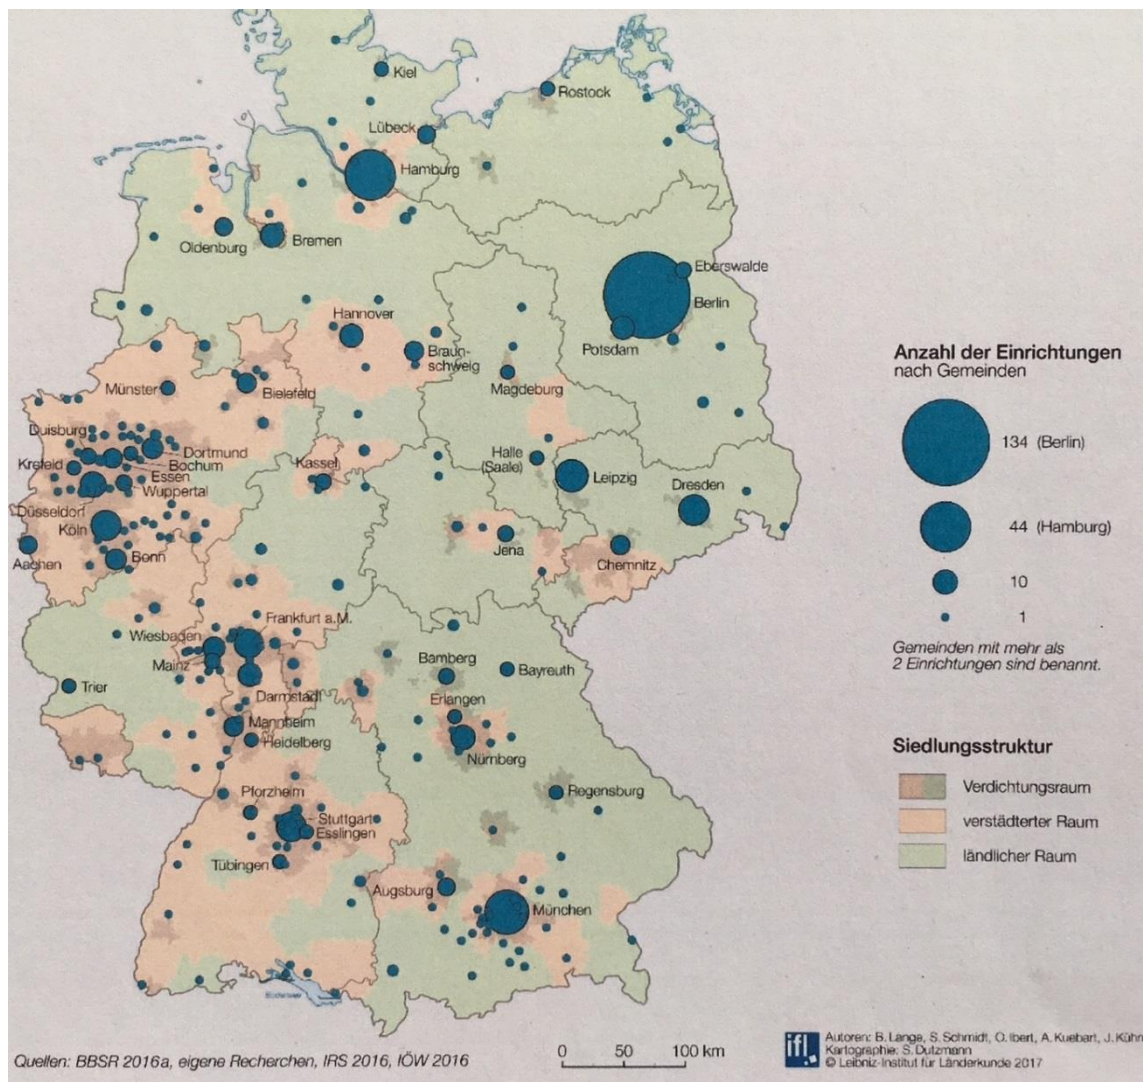 Kiel
Rostock
Lübeck
Hamburg
Oldenburg
Bremen
Eberswalde
Berlin
Potsdam
Hannover
Braun-
schweig
Magdeburg
Münster
Bielefeld
Duisburg
Dortmund
Krefeld
Bochum
Essen
Wuppertal
Düsseldorf
Köln
Aachen
Bonn
Kassel
Halle
(Saale)
Leipzig
Dresden
Jena
Chemnitz
Wiesbaden
Frankfurt a.M.
Mainz
Darmstadt
Trier
Mannheim
Heidelberg
Bamberg
Bayreuth
Erlangen
Nürnberg
Regensburg
Pforzheim
Stuttgart
Esslingen
Tübingen
Augsburg
München
Bodensee
Anzahl der Einrichtungen
nach Gemeinden
134 (Berlin)
44 (Hamburg)
10
1
Gemeinden mit mehr als
2 Einrichtungen sind benannt.
Siedlungsstruktur
Verdichtungsraum
verstädterter Raum
ländlicher Raum
Quellen: BBSR 2016a, eigene Recherchen, IRS 2016, IÖW 2016
0 50 100 km
ifl.
Autoren: B. Lange, S. Schmidt, O. Ibert, A. Kuebart, J. Kühn
Kartographie: S. Dutzmann
© Leibniz-Institut für Länderkunde 2017